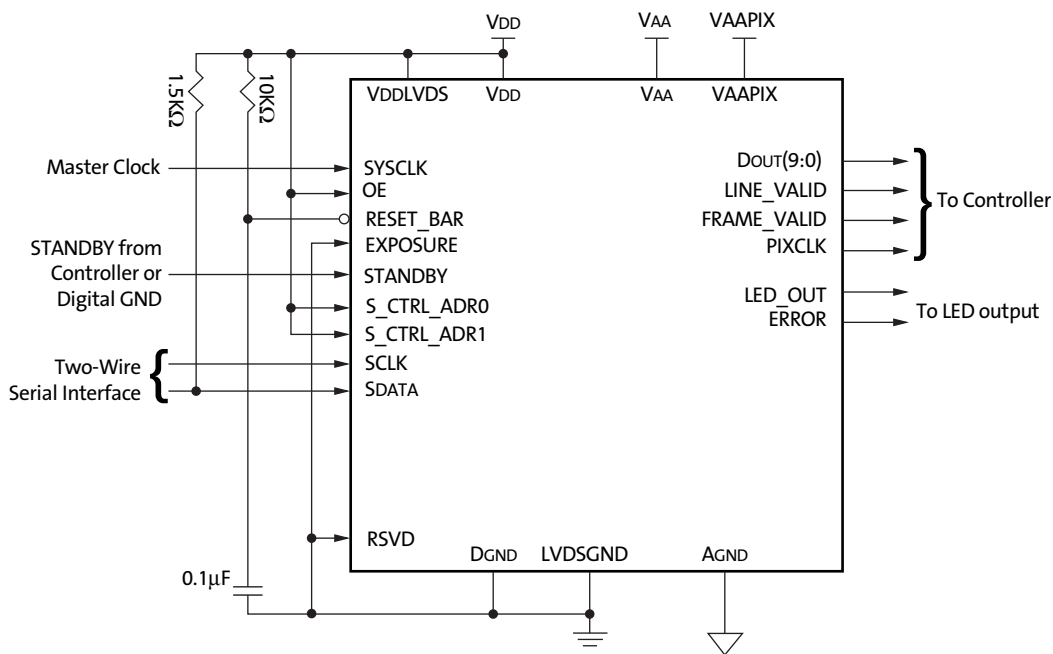 VDD
VAA
VAAPIX
1.5KΩ
10KΩ
VDDLVDS
VDD
VAA
VAAPIX
Master Clock
SYSCLK
OE
RESET_BAR
EXPOSURE
STANDBY from
Controller or
Digital GND
STANDBY
S_CTRL_ADR0
S_CTRL_ADR1
Two-Wire
Serial Interface
SCLK
SDATA
RSVD
DOUT(9:0)
LINE_VALID
FRAME_VALID
PIXCLK
To Controller
LED_OUT
ERROR
To LED output
0.1μF
DGND
LVDSGND
AGND